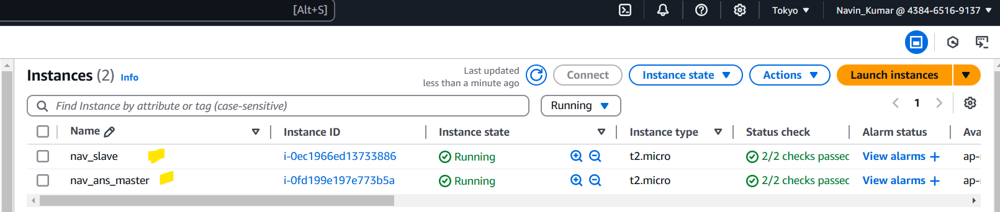 [Alt+S] Tokyo Navin_Kumar @ 4384-6516-9137
Instances (2) Info
Last updated
less than a minute ago
Connect Instance state Actions Launch instances
Find Instance by attribute or tag (case-sensitive) Running 1
Name Instance ID Instance state Instance type Status check Alarm status Ava
nav_slave i-0ec1966ed13733886 Running t2.micro 2/2 checks passec View alarms + ap-
nav_ans_master i-0fd199e197e773b5a Running t2.micro 2/2 checks passec View alarms + ap-